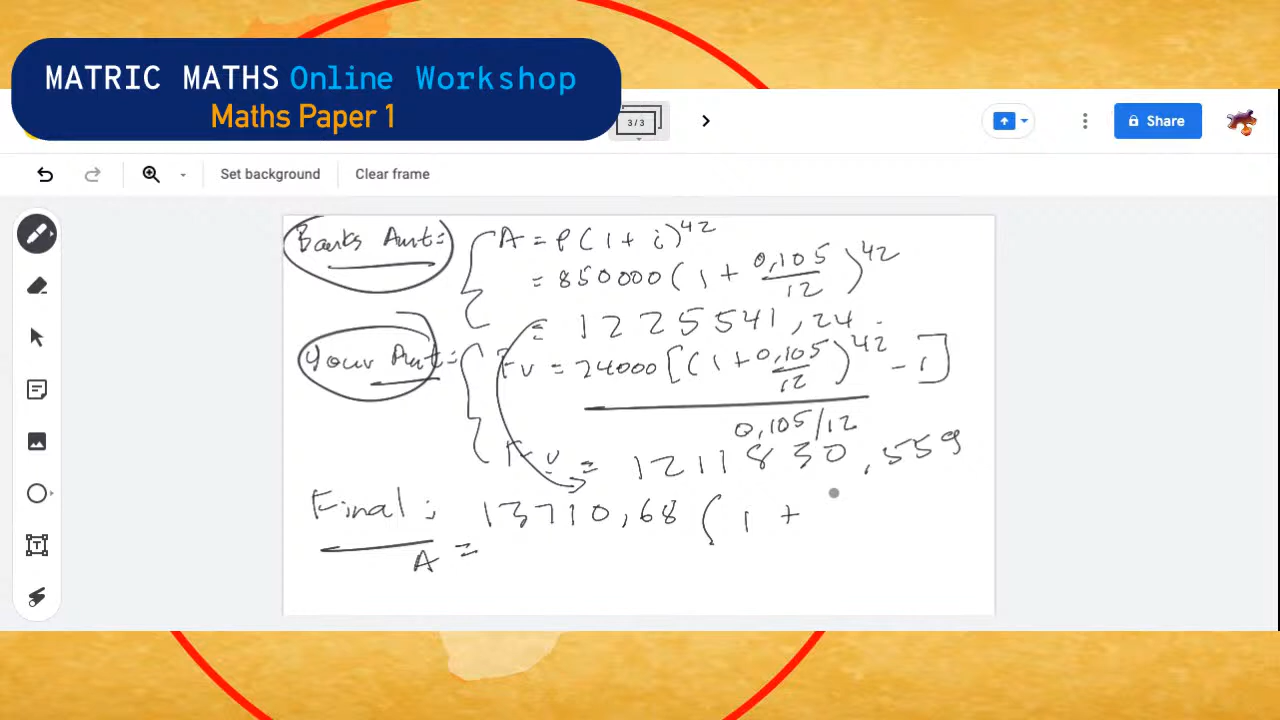 MATRIC MATHS Online Workshop
Maths Paper 1
3 / 3
Share
Set background
Clear frame
Banks Amt: A = P(1 + i)^42
= 850000(1 + 0,105/12)^42
= 1225541,24.
Your Amt: Fv = 24000[(1+0,105/12)^42 - 1]
0,105/12
Fv = 1211830,559
Final: 13710,68(1 +
A =